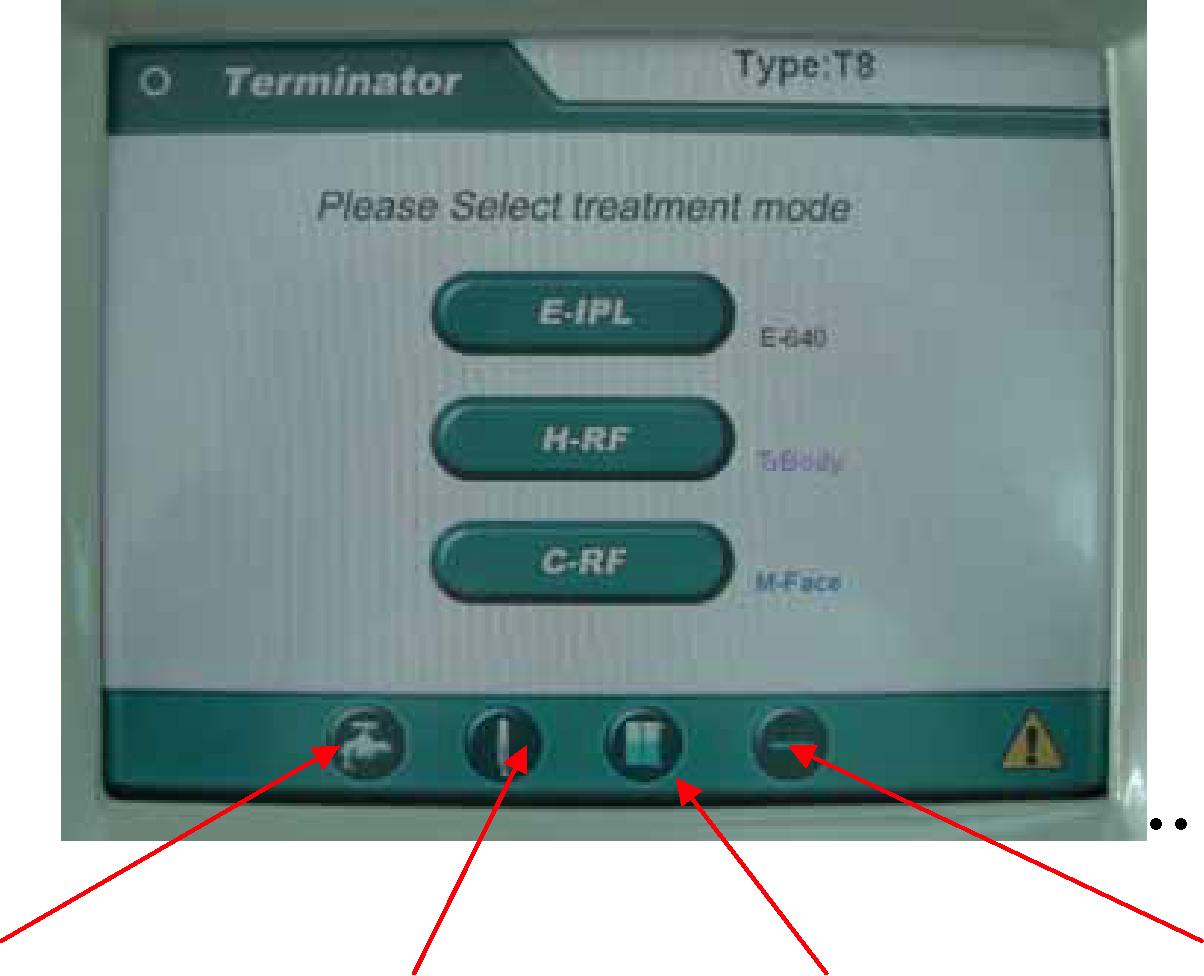 Terminator
Type:T8
Please Select treatment mode
E-IPL
E-640
H-RF
C-RF
M-Face